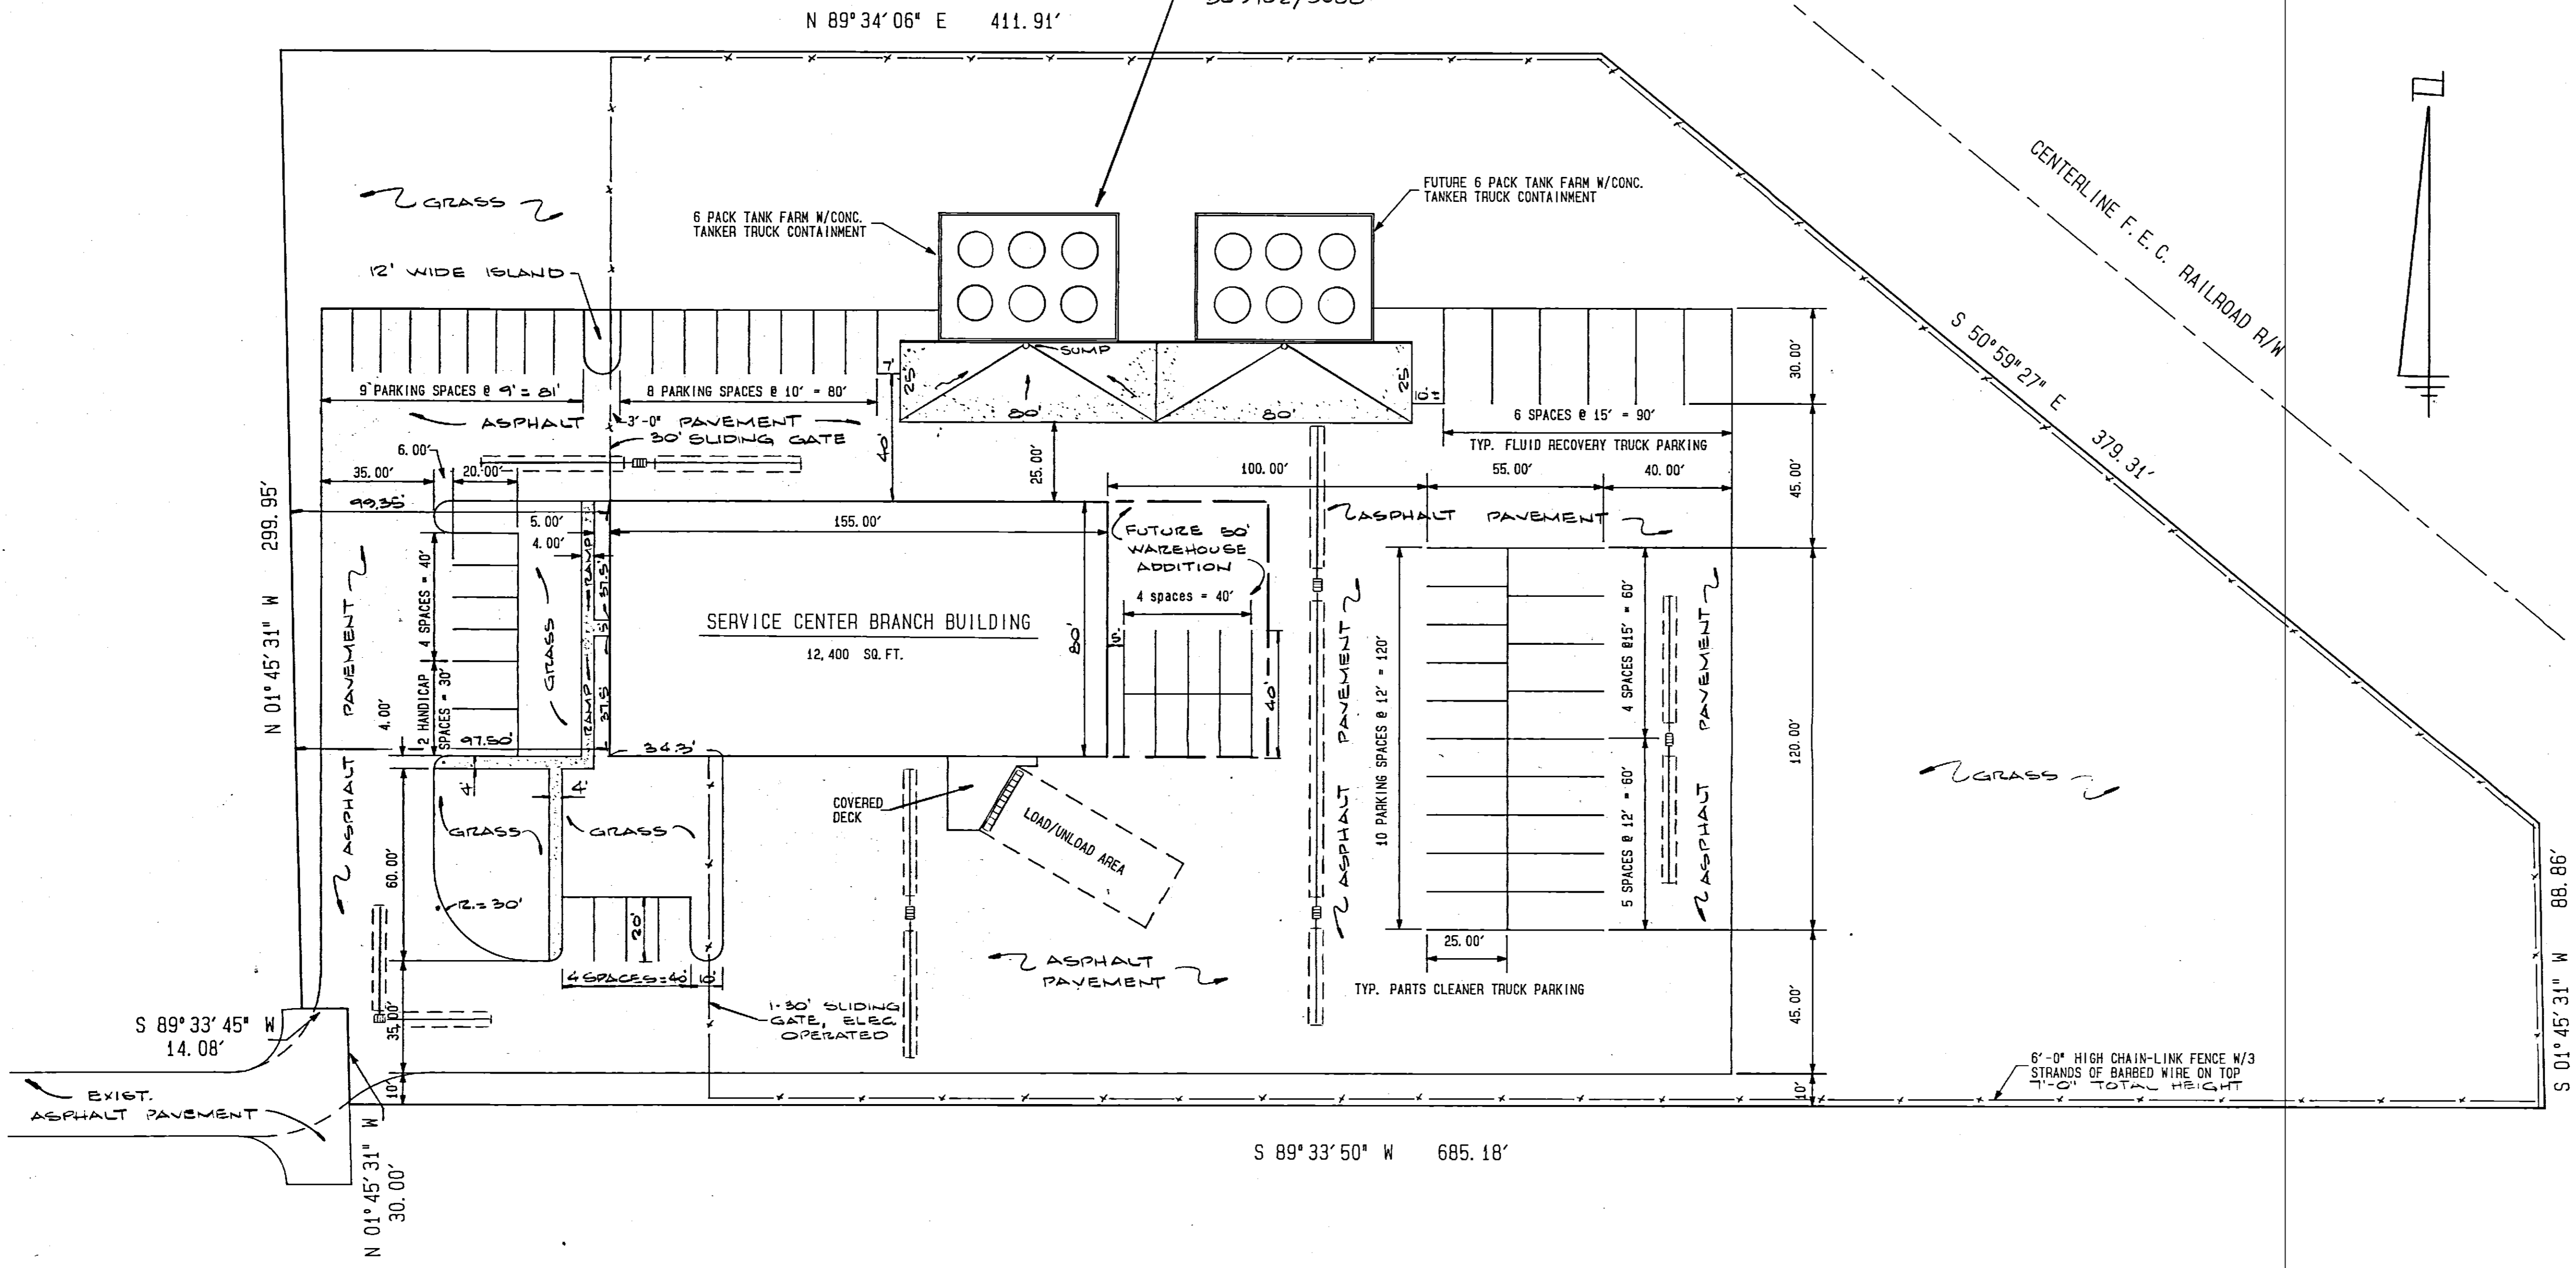 N 89° 34' 06" E 411.91'
CENTERLINE F.E.C. RAILROAD R/W
S 50° 59" 27" E 379.31'
GRASS
6 PACK TANK FARM W/CONC.
TANKER TRUCK CONTAINMENT
FUTURE 6 PACK TANK FARM W/CONC.
TANKER TRUCK CONTAINMENT
12' WIDE ISLAND
SUMP
7'
25'
80'
80'
25'
30.00'
9 PARKING SPACES @ 9' = 81'
8 PARKING SPACES @ 10' = 80'
6 SPACES @ 15' = 90'
TYP. FLUID RECOVERY TRUCK PARKING
ASPHALT PAVEMENT
3'-0"
30' SLIDING GATE
40'
25.00'
6.00'
35.00'
20.00'
100.00'
55.00'
40.00'
45.00'
99.35'
5.00'
4.00'
155.00'
N 01° 45' 31" W 299.95'
ASPHALT PAVEMENT
FUTURE 50'
WAREHOUSE
ADDITION
4 spaces = 40'
4 SPACES = 40'
2 HANDICAP
SPACES = 30'
GRASS
RAMP
37.5'
5'
RAMP
37.5'
SERVICE CENTER BRANCH BUILDING
12,400 SQ. FT.
80'
5'
40'
ASPHALT PAVEMENT
10 PARKING SPACES @ 12' = 120'
4 SPACES @15' = 60'
5 SPACES @ 12' = 60'
ASPHALT PAVEMENT
120.00'
4.00'
97.50'
34.3'
ASPHALT PAVEMENT
4'
4'
GRASS
GRASS
COVERED
DECK
LOAD/UNLOAD AREA
GRASS
60.00'
R.=30'
20'
4 SPACES=40'
10'
ASPHALT
PAVEMENT
25.00'
TYP. PARTS CLEANER TRUCK PARKING
45.00'
1-30' SLIDING
GATE, ELEC.
OPERATED
35.00'
S 89° 33' 45" W
14.08'
10'
EXIST.
ASPHALT PAVEMENT
N 01° 45' 31" W
30.00'
6'-0" HIGH CHAIN-LINK FENCE W/3
STRANDS OF BARBED WIRE ON TOP
7'-0" TOTAL HEIGHT
10'
S 01° 45' 31" W 88.86'
S 89° 33' 50" W 685.18'